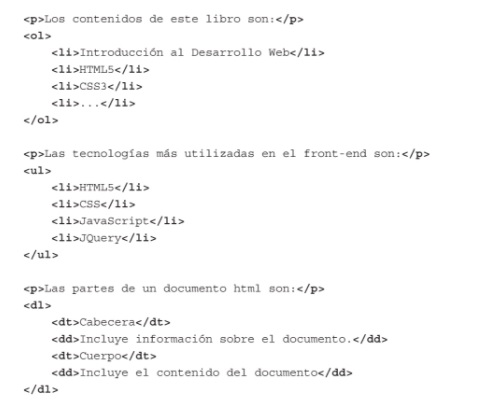 <p>Los contenidos de este libro son:</p>
<ol>
    <li>Introducción al Desarrollo Web</li>
    <li>HTML5</li>
    <li>CSS3</li>
    <li>...</li>
</ol>

<p>Las tecnologías más utilizadas en el front-end son:</p>
<ul>
    <li>HTML5</li>
    <li>CSS</li>
    <li>JavaScript</li>
    <li>JQuery</li>
</ul>

<p>Las partes de un documento html son:</p>
<dl>
    <dt>Cabecera</dt>
    <dd>Incluye información sobre el documento.</dd>
    <dt>Cuerpo</dt>
    <dd>Incluye el contenido del documento</dd>
</dl>